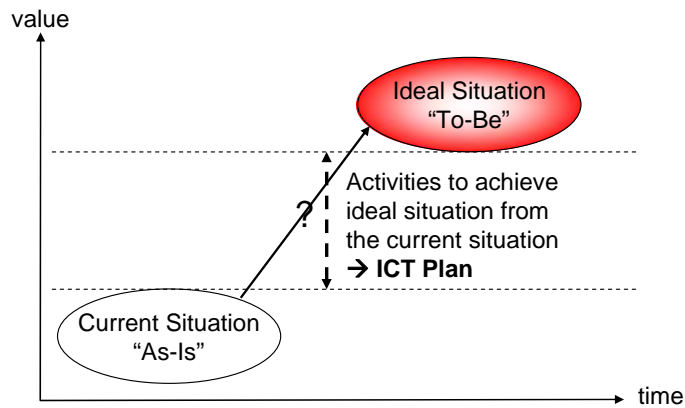 value
Ideal Situation
“To-Be”
Activities to achieve
ideal situation from
the current situation
→ ICT Plan
?
Current Situation
“As-Is”
time